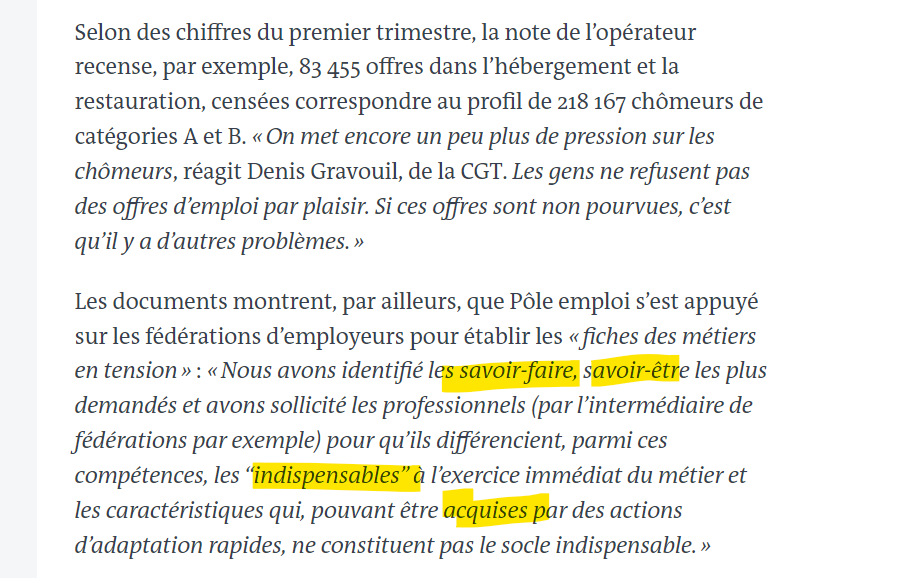 Selon des chiffres du premier trimestre, la note de l’opérateur
recense, par exemple, 83 455 offres dans l’hébergement et la
restauration, censées correspondre au profil de 218 167 chômeurs de
catégories A et B. « On met encore un peu plus de pression sur les
chômeurs, réagit Denis Gravouil, de la CGT. Les gens ne refusent pas
des offres d’emploi par plaisir. Si ces offres sont non pourvues, c’est
qu’il y a d’autres problèmes. »
Les documents montrent, par ailleurs, que Pôle emploi s’est appuyé
sur les fédérations d’employeurs pour établir les « fiches des métiers
en tension » : « Nous avons identifié les savoir-faire, savoir-être les plus
demandés et avons sollicité les professionnels (par l’intermédiaire de
fédérations par exemple) pour qu’ils différencient, parmi ces
compétences, les “indispensables” à l’exercice immédiat du métier et
les caractéristiques qui, pouvant être acquises par des actions
d’adaptation rapides, ne constituent pas le socle indispensable. »